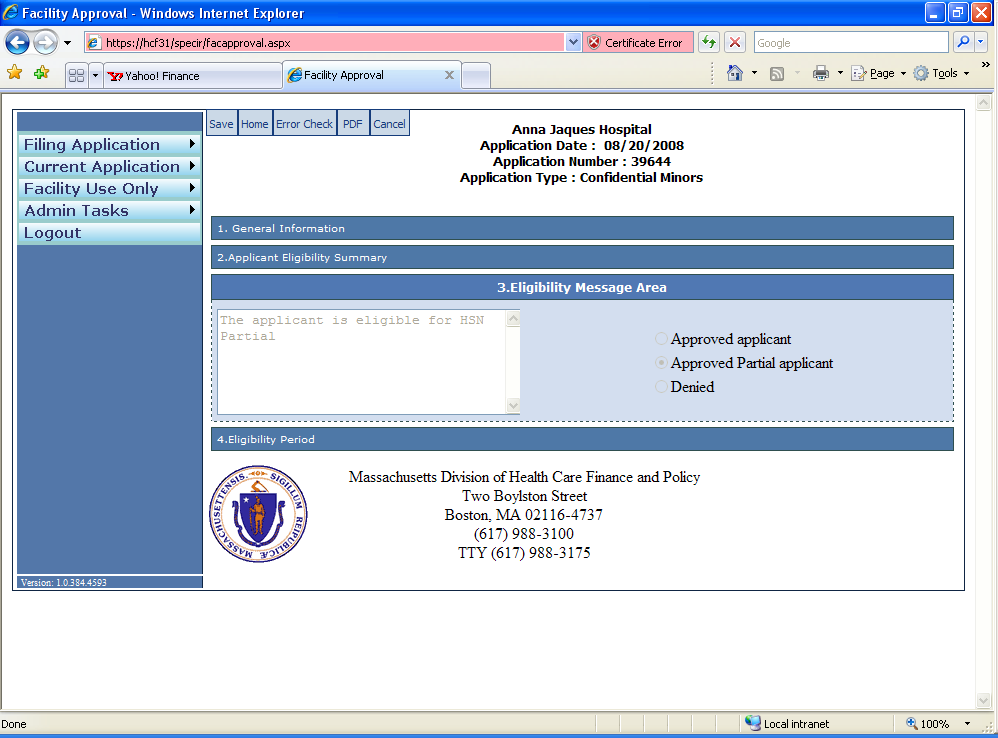 Facility Approval - Windows Internet Explorer
https://hcf31/specir/facapproval.aspx
Certificate Error
Google
Yahoo! Finance
Facility Approval
Page
Tools
Save Home Error Check PDF Cancel
Filing Application
Current Application
Facility Use Only
Admin Tasks
Logout
Anna Jaques Hospital
Application Date : 08/20/2008
Application Number : 39644
Application Type : Confidential Minors
1. General Information
2.Applicant Eligibility Summary
3.Eligibility Message Area
The applicant is eligible for HSN
Partial
Approved applicant
Approved Partial applicant
Denied
4.Eligibility Period
SIGILLUM REIPUBLICÆ MASSACHUSETTENSIS
Massachusetts Division of Health Care Finance and Policy
Two Boylston Street
Boston, MA 02116-4737
(617) 988-3100
TTY (617) 988-3175
Version: 1.0.384.4593
Done
Local intranet
100%